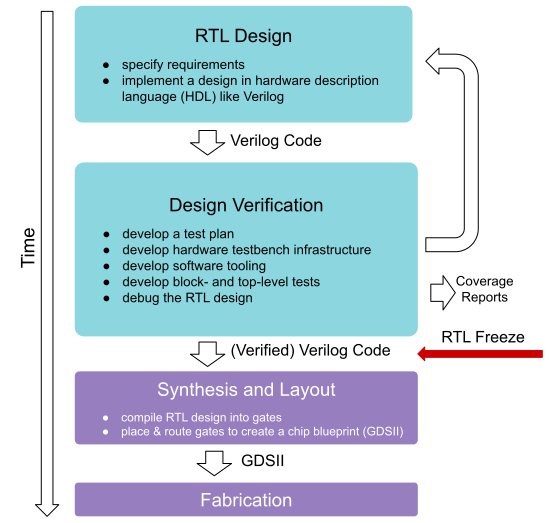 RTL Design
● specify requirements
● implement a design in hardware description
language (HDL) like Verilog
Verilog Code
Design Verification
● develop a test plan
● develop hardware testbench infrastructure
● develop software tooling
● develop block- and top-level tests
● debug the RTL design
Time
Coverage
Reports
RTL Freeze
(Verified) Verilog Code
Synthesis and Layout
● compile RTL design into gates
● place & route gates to create a chip blueprint (GDSII)
GDSII
Fabrication